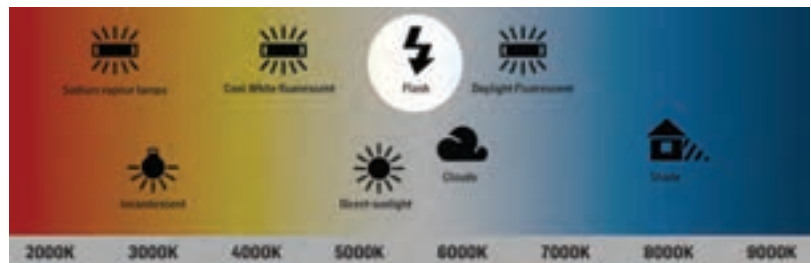 Sodium vapour lamps
Cool White fluorescent
Flash
Daylight Fluorescent
Incandescent
Direct sunlight
Clouds
Shade
2000K 3000K 4000K 5000K 6000K 7000K 8000K 9000K